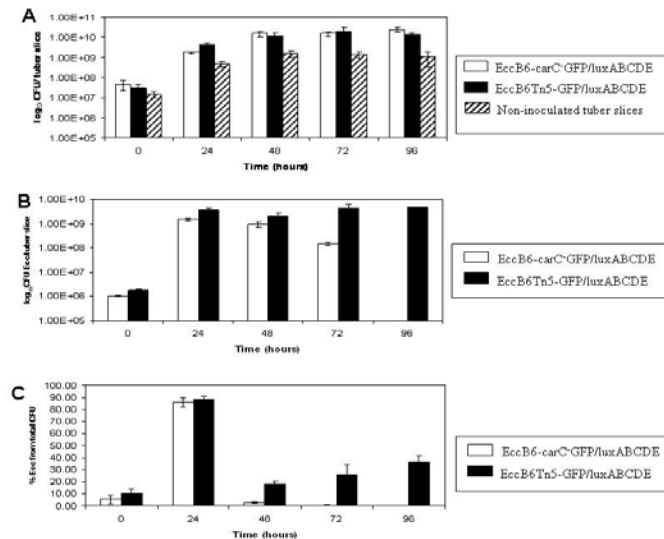 A
log10 CFU/ tuber slice
1.00E+11
1.00E+10
1.00E+09
1.00E+08
1.00E+07
1.00E+06
1.00E+05
0 24 48 72 96
Time (hours)
EccB6-carC-GFP/luxABCDE
EccB6Tn5-GFP/luxABCDE
Non-inoculated tuber slices
B
log10 CFU Ecc/tuber slice
1.00E+10
1.00E+09
1.00E+08
1.00E+07
1.00E+06
1.00E+05
0 24 48 72 96
Time (hours)
EccB6-carC-GFP/luxABCDE
EccB6Tn5-GFP/luxABCDE
C
% Ecc from total CFU
100.00
90.00
80.00
70.00
60.00
50.00
40.00
30.00
20.00
10.00
0.00
0 24 48 72 96
Time (hours)
EccB6-carC-GFP/luxABCDE
EccB6Tn5-GFP/luxABCDE